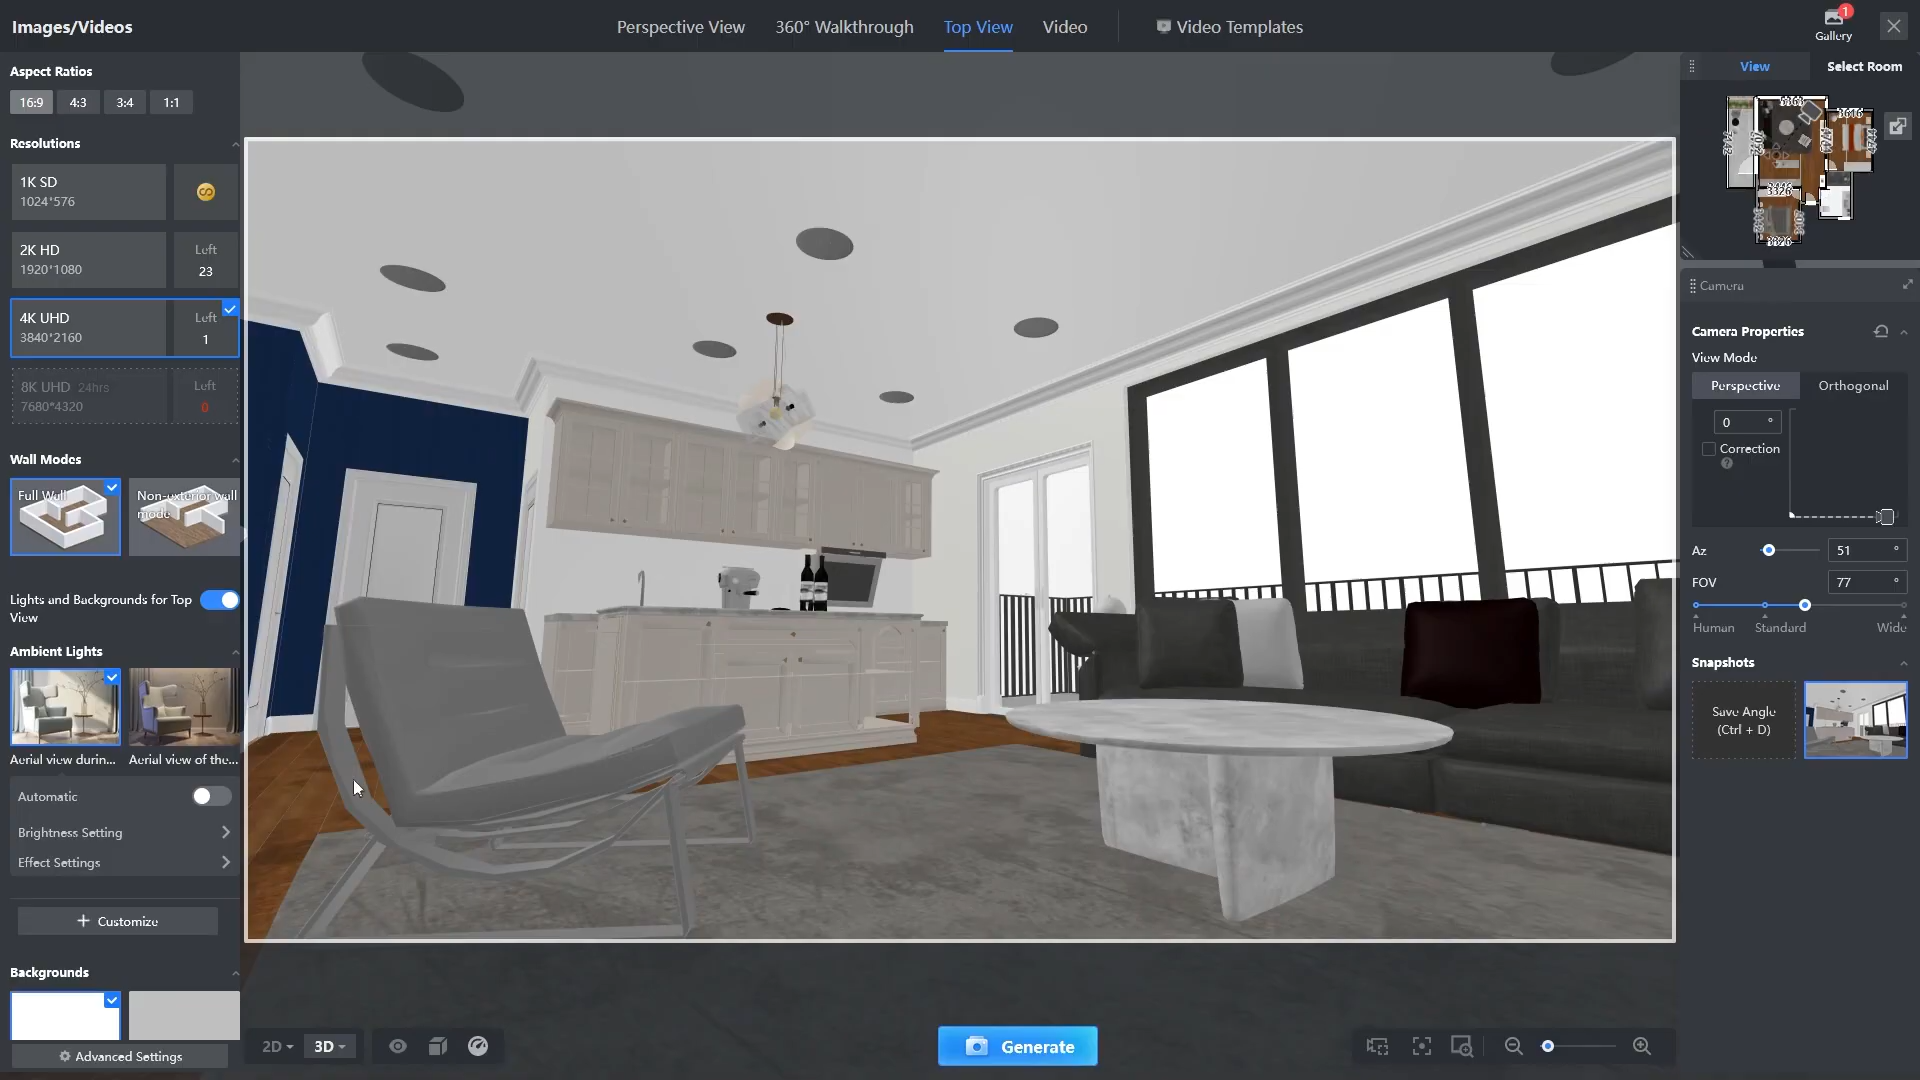 Images/Videos
Perspective View
360° Walkthrough
Top View
Video
Video Templates
1
Gallery
Aspect Ratios
16:9
4:3
3:4
1:1
Resolutions
1K SD
1024*576
2K HD
1920*1080
Left
23
4K UHD
3840*2160
Left
1
8K UHD 24hrs
7680*4320
Left
0
Wall Modes
Full Wall
Non-exterior wall
mode
Lights and Backgrounds for Top
View
Ambient Lights
Aerial view durin...
Aerial view of the...
Automatic
Brightness Setting
Effect Settings
+ Customize
Backgrounds
Advanced Settings
2D
3D
Generate
View
Select Room
3616
Camera
Camera Properties
View Mode
Perspective
Orthogonal
0 °
Correction
?
Az
51 °
FOV
77 °
Human
Standard
Wide
Snapshots
Save Angle
(Ctrl + D)